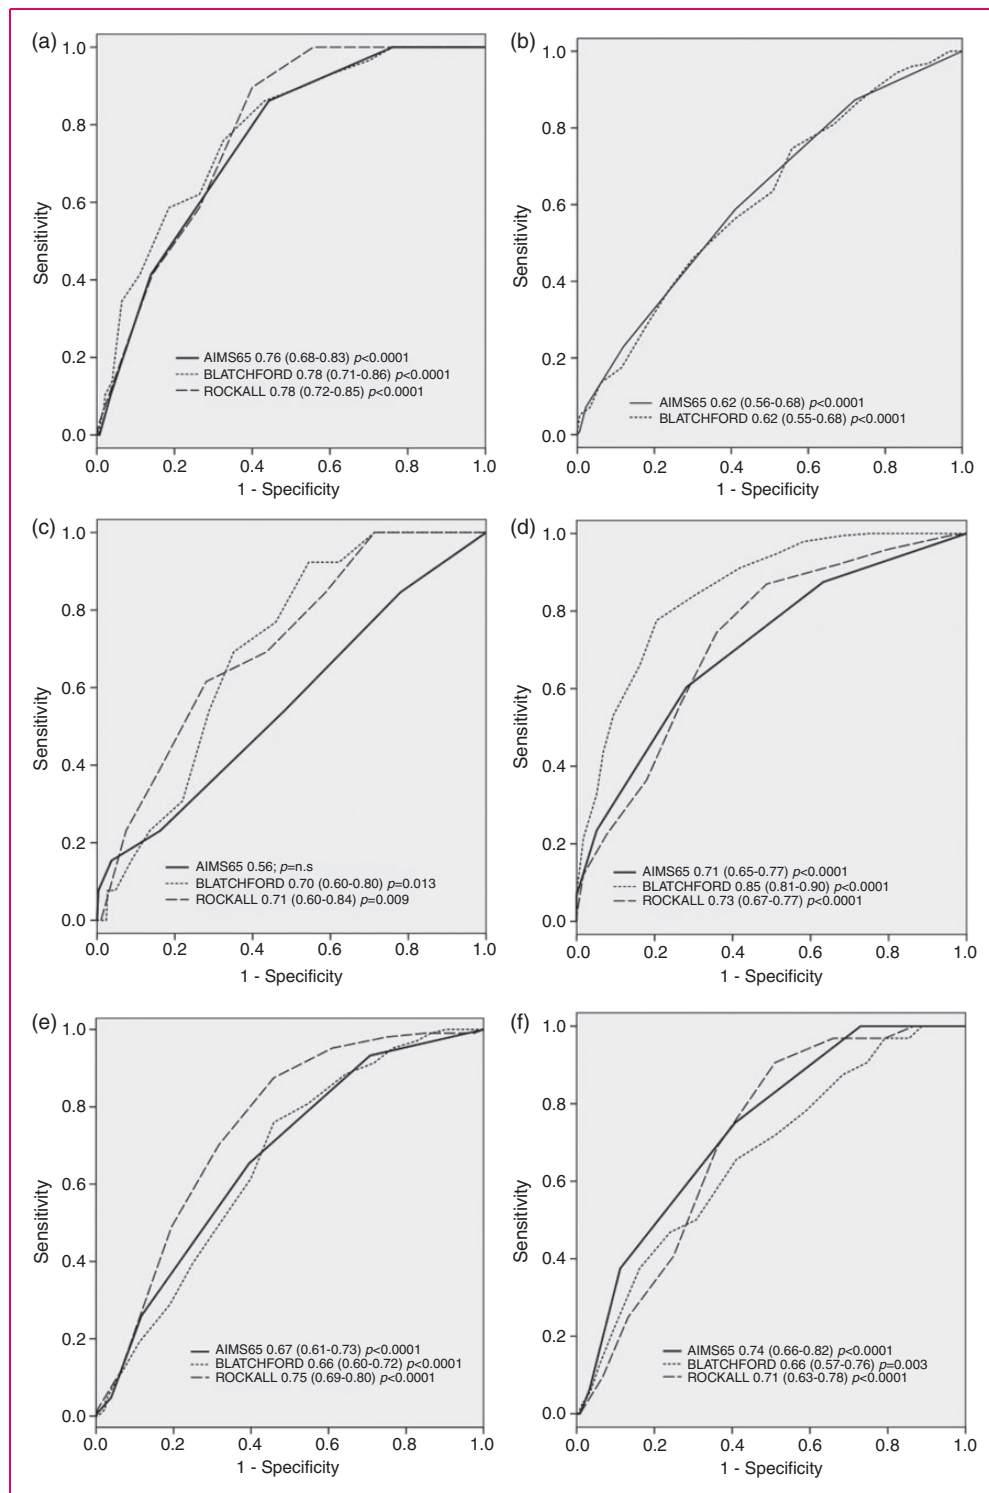 (a)
1.0
0.8
0.6
0.4
0.2
0.0
Sensitivity
AIMS65 0.76 (0.68-0.83) p<0.0001
BLATCHFORD 0.78 (0.71-0.86) p<0.0001
ROCKALL 0.78 (0.72-0.85) p<0.0001
0.0 0.2 0.4 0.6 0.8 1.0
1 - Specificity
(b)
1.0
0.8
0.6
0.4
0.2
0.0
Sensitivity
AIMS65 0.62 (0.56-0.68) p<0.0001
BLATCHFORD 0.62 (0.55-0.68) p<0.0001
0.0 0.2 0.4 0.6 0.8 1.0
1 - Specificity
(c)
1.0
0.8
0.6
0.4
0.2
0.0
Sensitivity
AIMS65 0.56; p=n.s
BLATCHFORD 0.70 (0.60-0.80) p=0.013
ROCKALL 0.71 (0.60-0.84) p=0.009
0.0 0.2 0.4 0.6 0.8 1.0
1 - Specificity
(d)
1.0
0.8
0.6
0.4
0.2
0.0
Sensitivity
AIMS65 0.71 (0.65-0.77) p<0.0001
BLATCHFORD 0.85 (0.81-0.90) p<0.0001
ROCKALL 0.73 (0.67-0.77) p<0.0001
0.0 0.2 0.4 0.6 0.8 1.0
1 - Specificity
(e)
1.0
0.8
0.6
0.4
0.2
0.0
Sensitivity
AIMS65 0.67 (0.61-0.73) p<0.0001
BLATCHFORD 0.66 (0.60-0.72) p<0.0001
ROCKALL 0.75 (0.69-0.80) p<0.0001
0.0 0.2 0.4 0.6 0.8 1.0
1 - Specificity
(f)
1.0
0.8
0.6
0.4
0.2
0.0
Sensitivity
AIMS65 0.74 (0.66-0.82) p<0.0001
BLATCHFORD 0.66 (0.57-0.76) p=0.003
ROCKALL 0.71 (0.63-0.78) p<0.0001
0.0 0.2 0.4 0.6 0.8 1.0
1 - Specificity